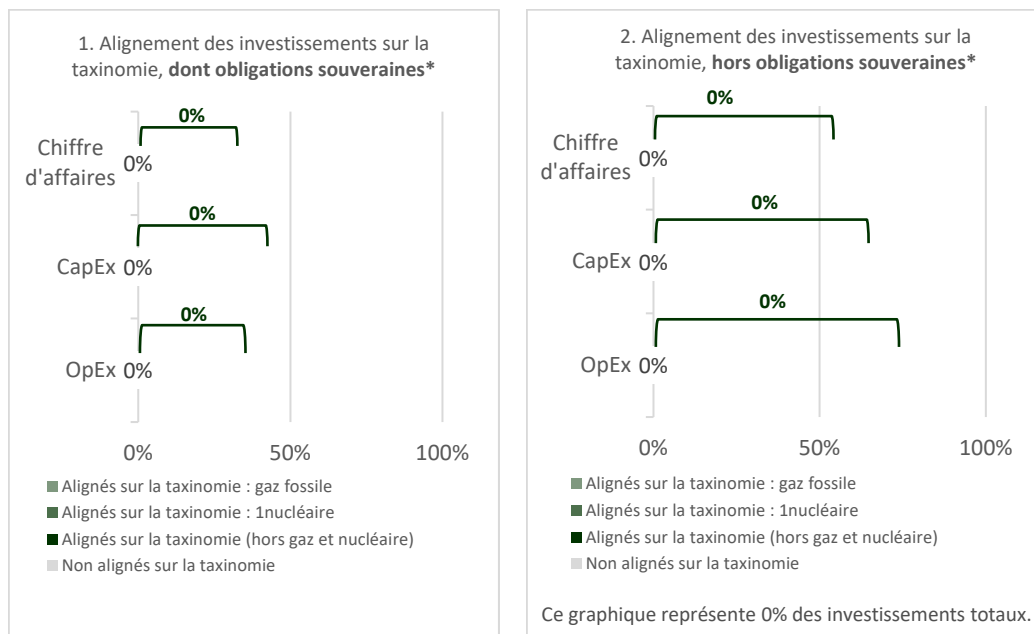 1. Alignement des investissements sur la
taxinomie, dont obligations souveraines*
0%
Chiffre
d'affaires
0%
0%
CapEx 0%
0%
OpEx 0%
0% 50% 100%
Alignés sur la taxinomie : gaz fossile
Alignés sur la taxinomie : 1nucléaire
Alignés sur la taxinomie (hors gaz et nucléaire)
Non alignés sur la taxinomie
2. Alignement des investissements sur la
taxinomie, hors obligations souveraines*
0%
Chiffre
d'affaires
0%
0%
CapEx 0%
0%
OpEx 0%
0% 50% 100%
Alignés sur la taxinomie : gaz fossile
Alignés sur la taxinomie : 1nucléaire
Alignés sur la taxinomie (hors gaz et nucléaire)
Non alignés sur la taxinomie
Ce graphique représente 0% des investissements totaux.